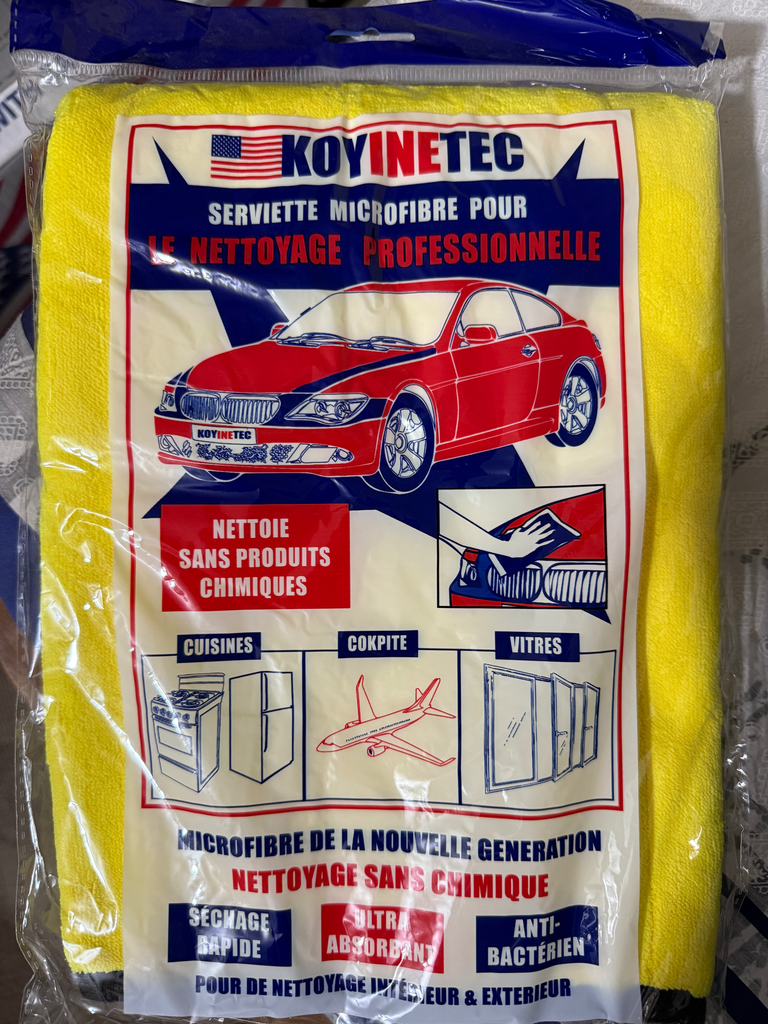 KOYINETEC
SERVIETTE MICROFIBRE POUR
LE NETTOYAGE PROFESSIONNELLE
KOYINETEC
NETTOIE
SANS PRODUITS
CHIMIQUES
CUISINES
COKPITE
VITRES
MICROFIBRE DE LA NOUVELLE GENERATION
NETTOYAGE SANS CHIMIQUE
SÉCHAGE
RAPIDE
ULTRA
ABSORBANT
ANTI-
BACTÉRIEN
POUR DE NETTOYAGE INTÉRIEUR & EXTERIEUR